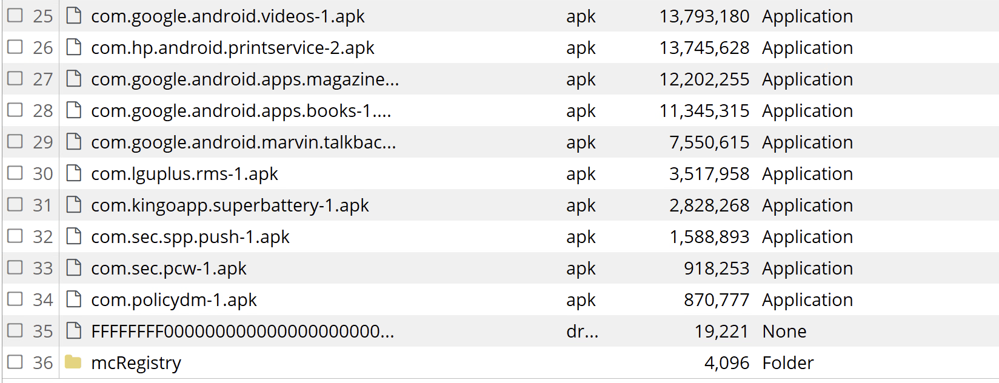 25 com.google.android.videos-1.apk apk 13,793,180 Application
26 com.hp.android.printservice-2.apk apk 13,745,628 Application
27 com.google.android.apps.magazine... apk 12,202,255 Application
28 com.google.android.apps.books-1.... apk 11,345,315 Application
29 com.google.android.marvin.talkbac... apk 7,550,615 Application
30 com.lguplus.rms-1.apk apk 3,517,958 Application
31 com.kingoapp.superbattery-1.apk apk 2,828,268 Application
32 com.sec.spp.push-1.apk apk 1,588,893 Application
33 com.sec.pcw-1.apk apk 918,253 Application
34 com.policydm-1.apk apk 870,777 Application
35 FFFFFFFF000000000000000000000... dr... 19,221 None
36 mcRegistry 4,096 Folder